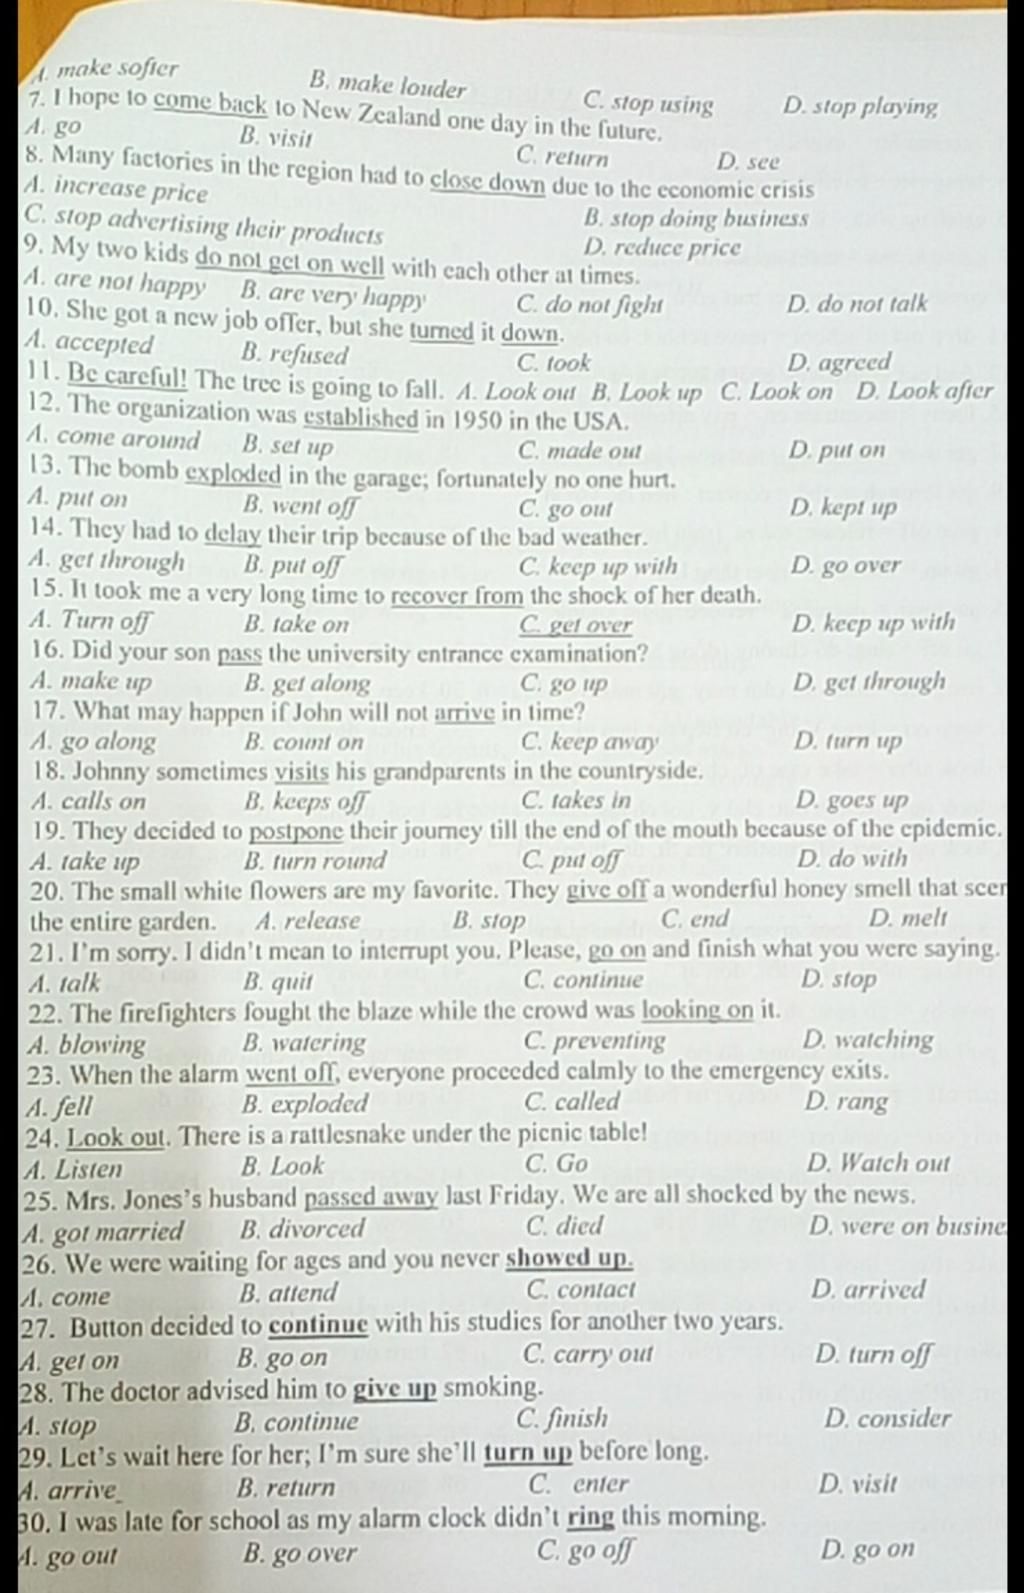 A. make softer B. make louder C. stop using D. stop playing
7. I hope to come back to New Zealand one day in the future.
A. go B. visit C. return D. see
8. Many factories in the region had to close down due to the economic crisis
A. increase price B. stop doing business
C. stop advertising their products D. reduce price
9. My two kids do not get on well with each other at times.
A. are not happy B. are very happy C. do not fight D. do not talk
10. She got a new job offer, but she turned it down.
A. accepted B. refused C. took D. agreed
11. Be careful! The tree is going to fall. A. Look out B. Look up C. Look on D. Look after
12. The organization was established in 1950 in the USA.
A. come around B. set up C. made out D. put on
13. The bomb exploded in the garage; fortunately no one hurt.
A. put on B. went off C. go out D. kept up
14. They had to delay their trip because of the bad weather.
A. get through B. put off C. keep up with D. go over
15. It took me a very long time to recover from the shock of her death.
A. Turn off B. take on C. get over D. keep up with
16. Did your son pass the university entrance examination?
A. make up B. get along C. go up D. get through
17. What may happen if John will not arrive in time?
A. go along B. count on C. keep away D. turn up
18. Johnny sometimes visits his grandparents in the countryside.
A. calls on B. keeps off C. takes in D. goes up
19. They decided to postpone their journey till the end of the mouth because of the epidemic.
A. take up B. turn round C. put off D. do with
20. The small white flowers are my favorite. They give off a wonderful honey smell that
the entire garden. A. release B. stop C. end D. melt
21. I'm sorry. I didn't mean to interrupt you. Please, go on and finish what you were saying.
A. talk B. quit C. continue D. stop
22. The firefighters fought the blaze while the crowd was looking on it.
A. blowing B. watering C. preventing D. watching
23. When the alarm went off, everyone proceeded calmly to the emergency exits.
A. fell B. exploded C. called D. rang
24. Look out. There is a rattlesnake under the picnic table!
A. Listen B. Look C. Go D. Watch out
25. Mrs. Jones's husband passed away last Friday. We are all shocked by the news.
A. got married B. divorced C. died D. were on busine
26. We were waiting for ages and you never showed up.
A. come B. attend C. contact D. arrived
27. Button decided to continue with his studies for another two years.
A. get on B. go on C. carry out D. turn off
28. The doctor advised him to give up smoking.
A. stop B. continue C. finish D. consider
29. Let's wait here for her; I'm sure she'll turn up before long.
A. arrive B. return C. enter D. visit
30. I was late for school as my alarm clock didn't ring this morning.
A. go out B. go over C. go off D. go on